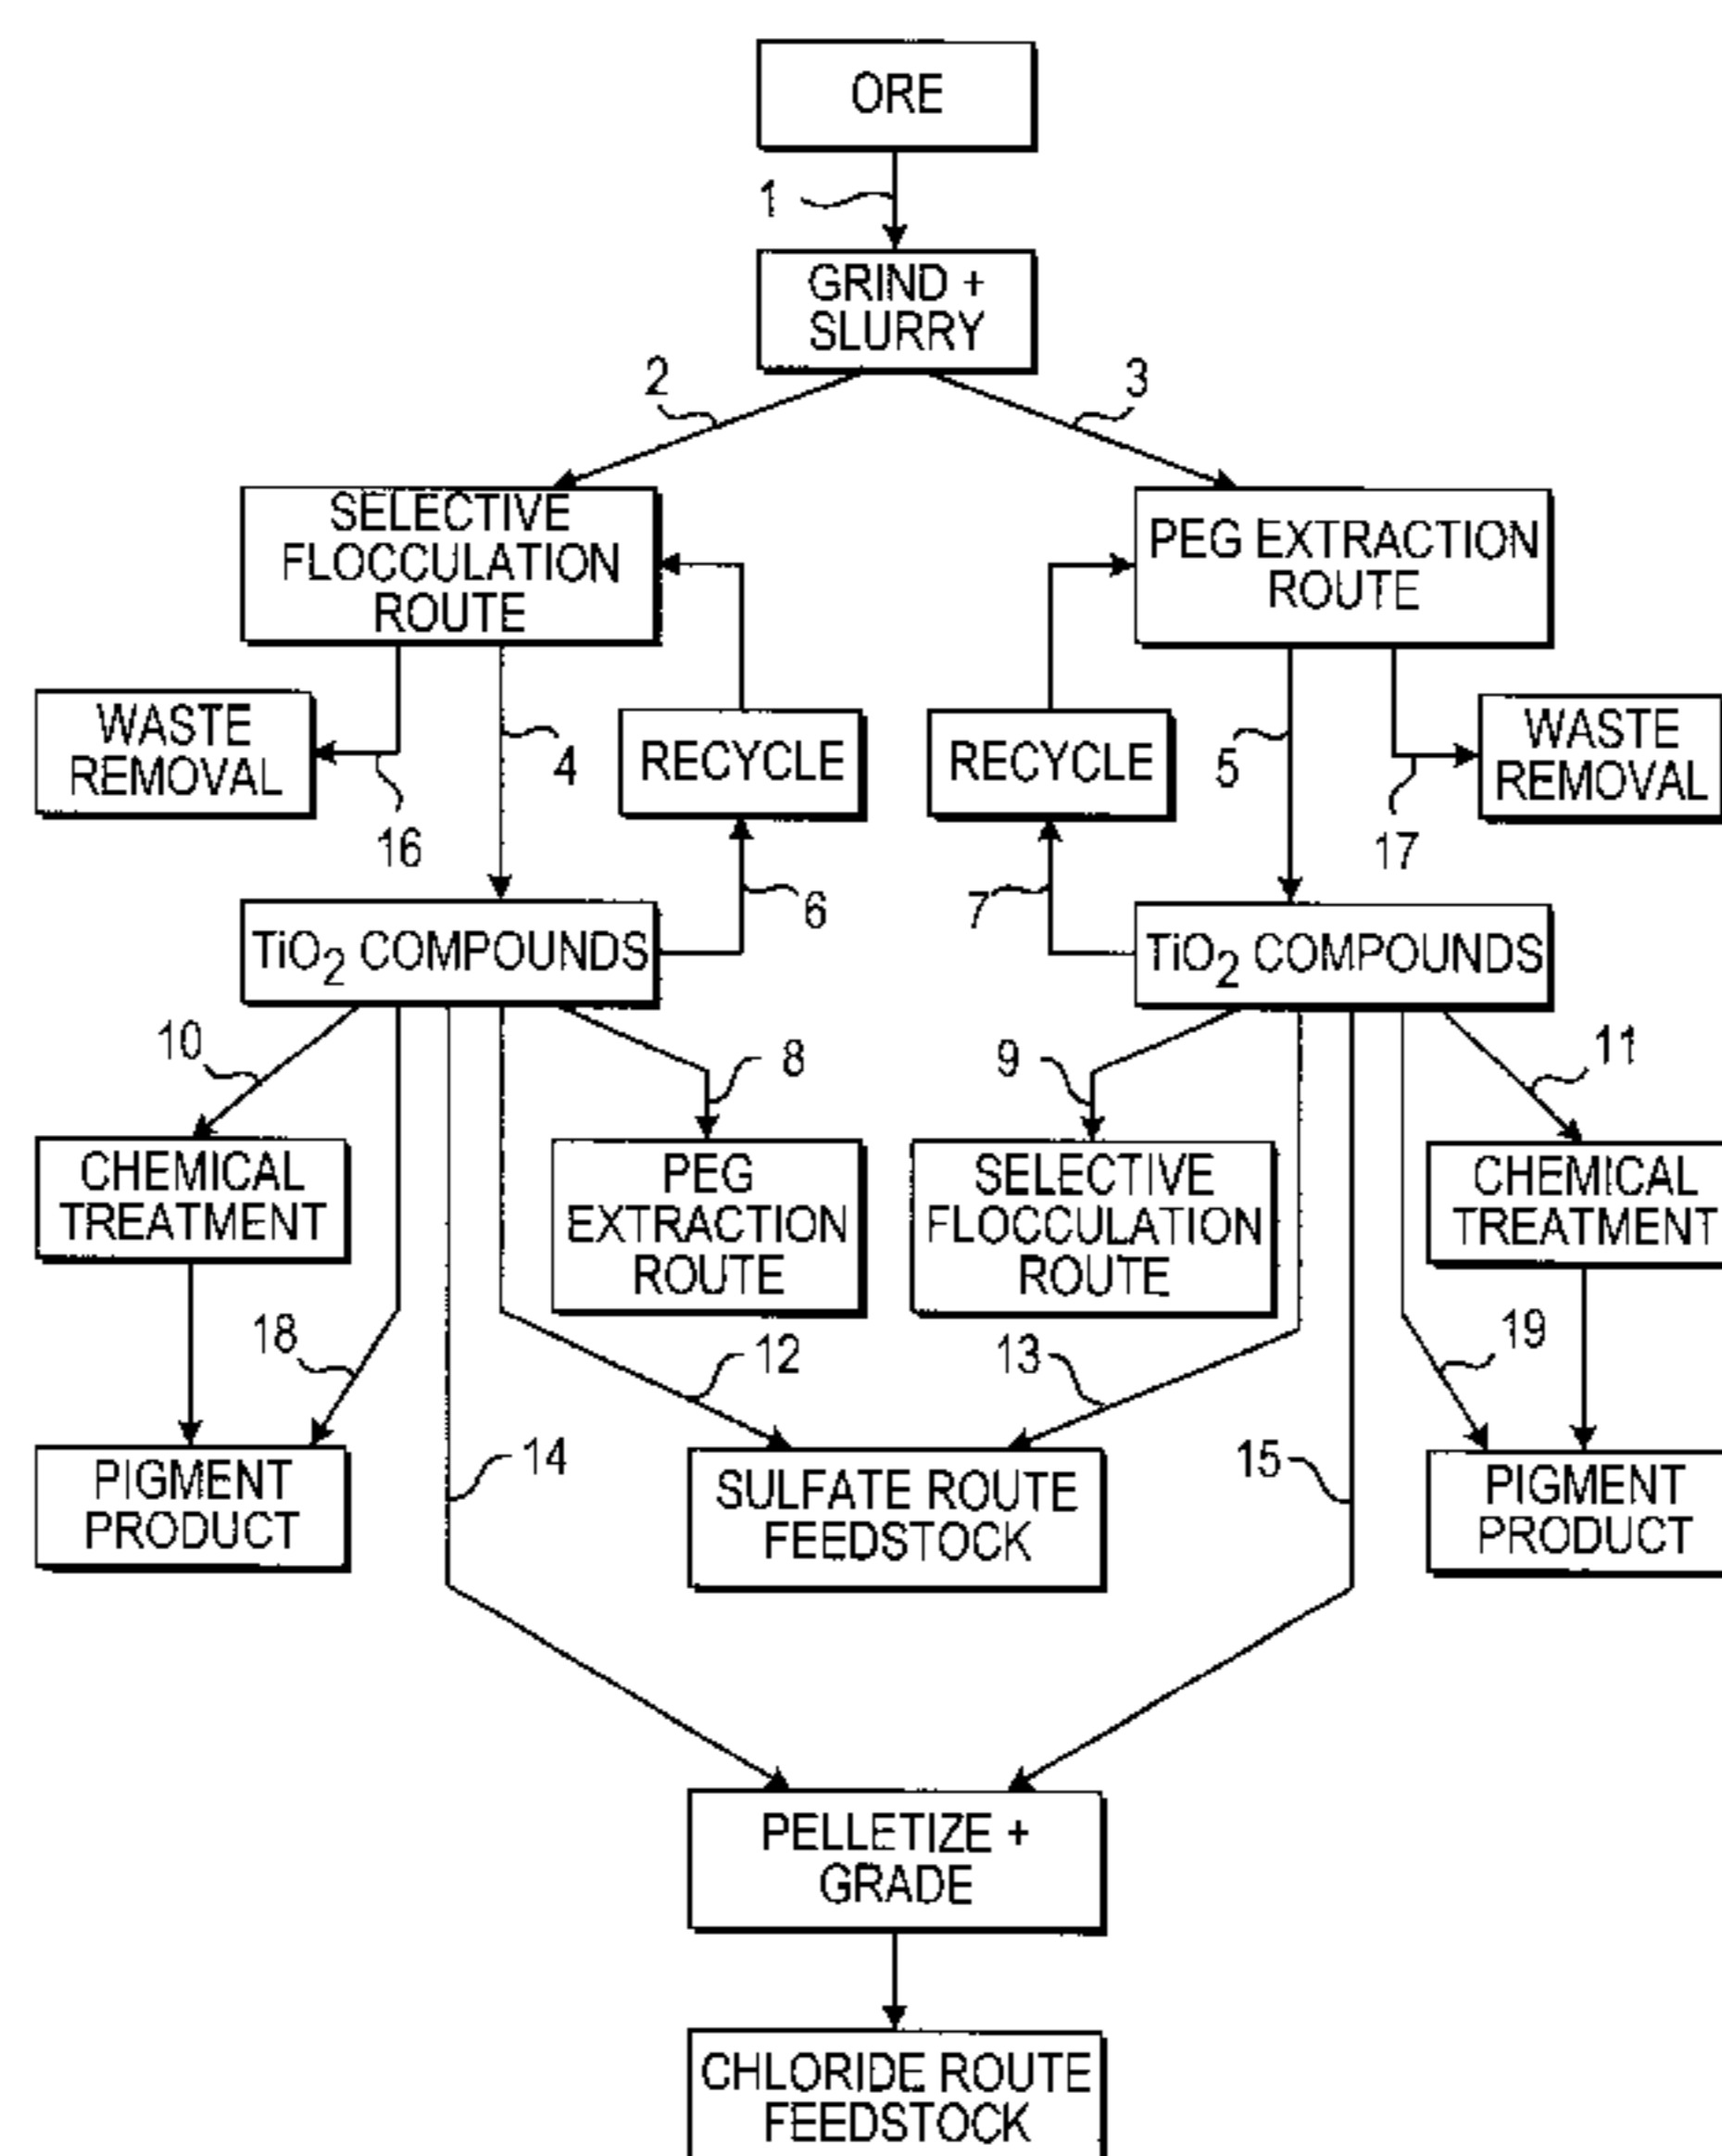 ORE
1
GRIND +
SLURRY
2
3
SELECTIVE
FLOCCULATION
ROUTE
PEG EXTRACTION
ROUTE
WASTE
REMOVAL
16
4
RECYCLE
RECYCLE
5
17
WASTE
REMOVAL
6
7
TiO2 COMPOUNDS
TiO2 COMPOUNDS
10
8
9
11
CHEMICAL
TREATMENT
PEG
EXTRACTION
ROUTE
SELECTIVE
FLOCCULATION
ROUTE
CHEMICAL
TREATMENT
18
12
13
19
PIGMENT
PRODUCT
14
SULFATE ROUTE
FEEDSTOCK
15
PIGMENT
PRODUCT
PELLETIZE +
GRADE
CHLORIDE ROUTE
FEEDSTOCK